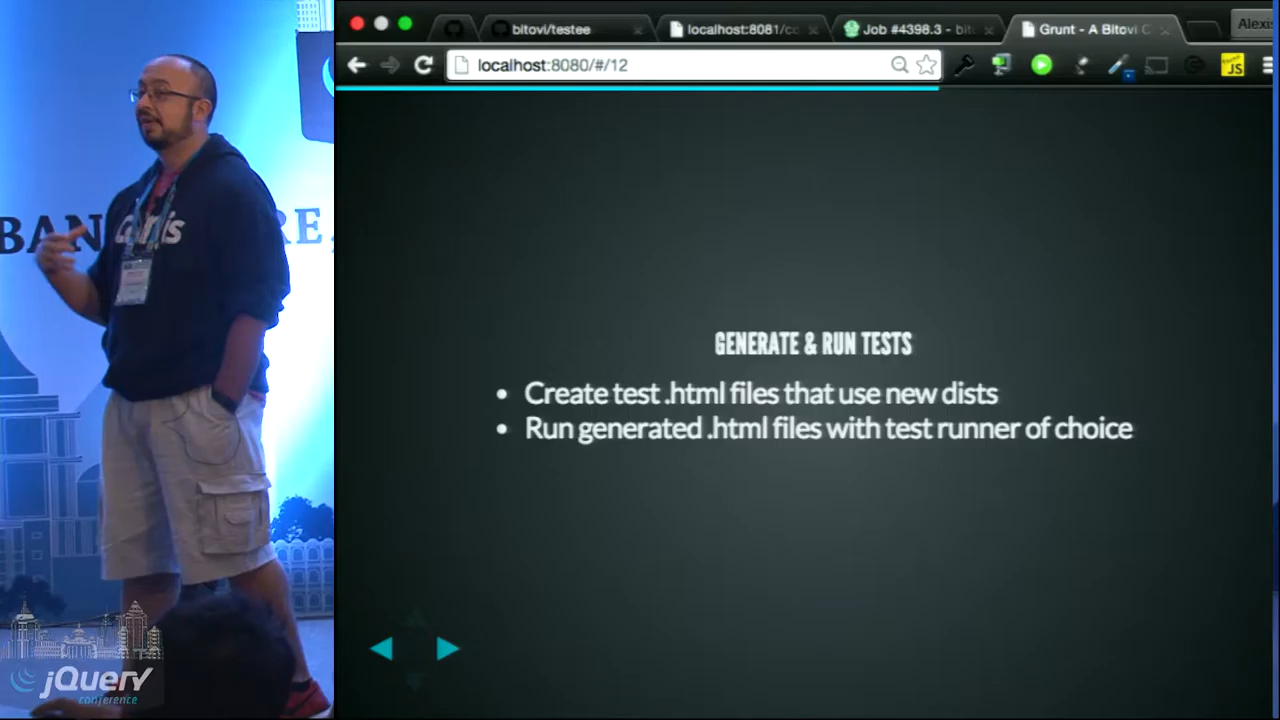 BAN
RE,
jQuery
conference
bitovi/testee
localhost:8081/cc
Job #4398.3 - bit
Grunt - A Bitovi C
Alexis
localhost:8080/#/12
JS
GENERATE & RUN TESTS
• Create test .html files that use new dists
• Run generated .html files with test runner of choice